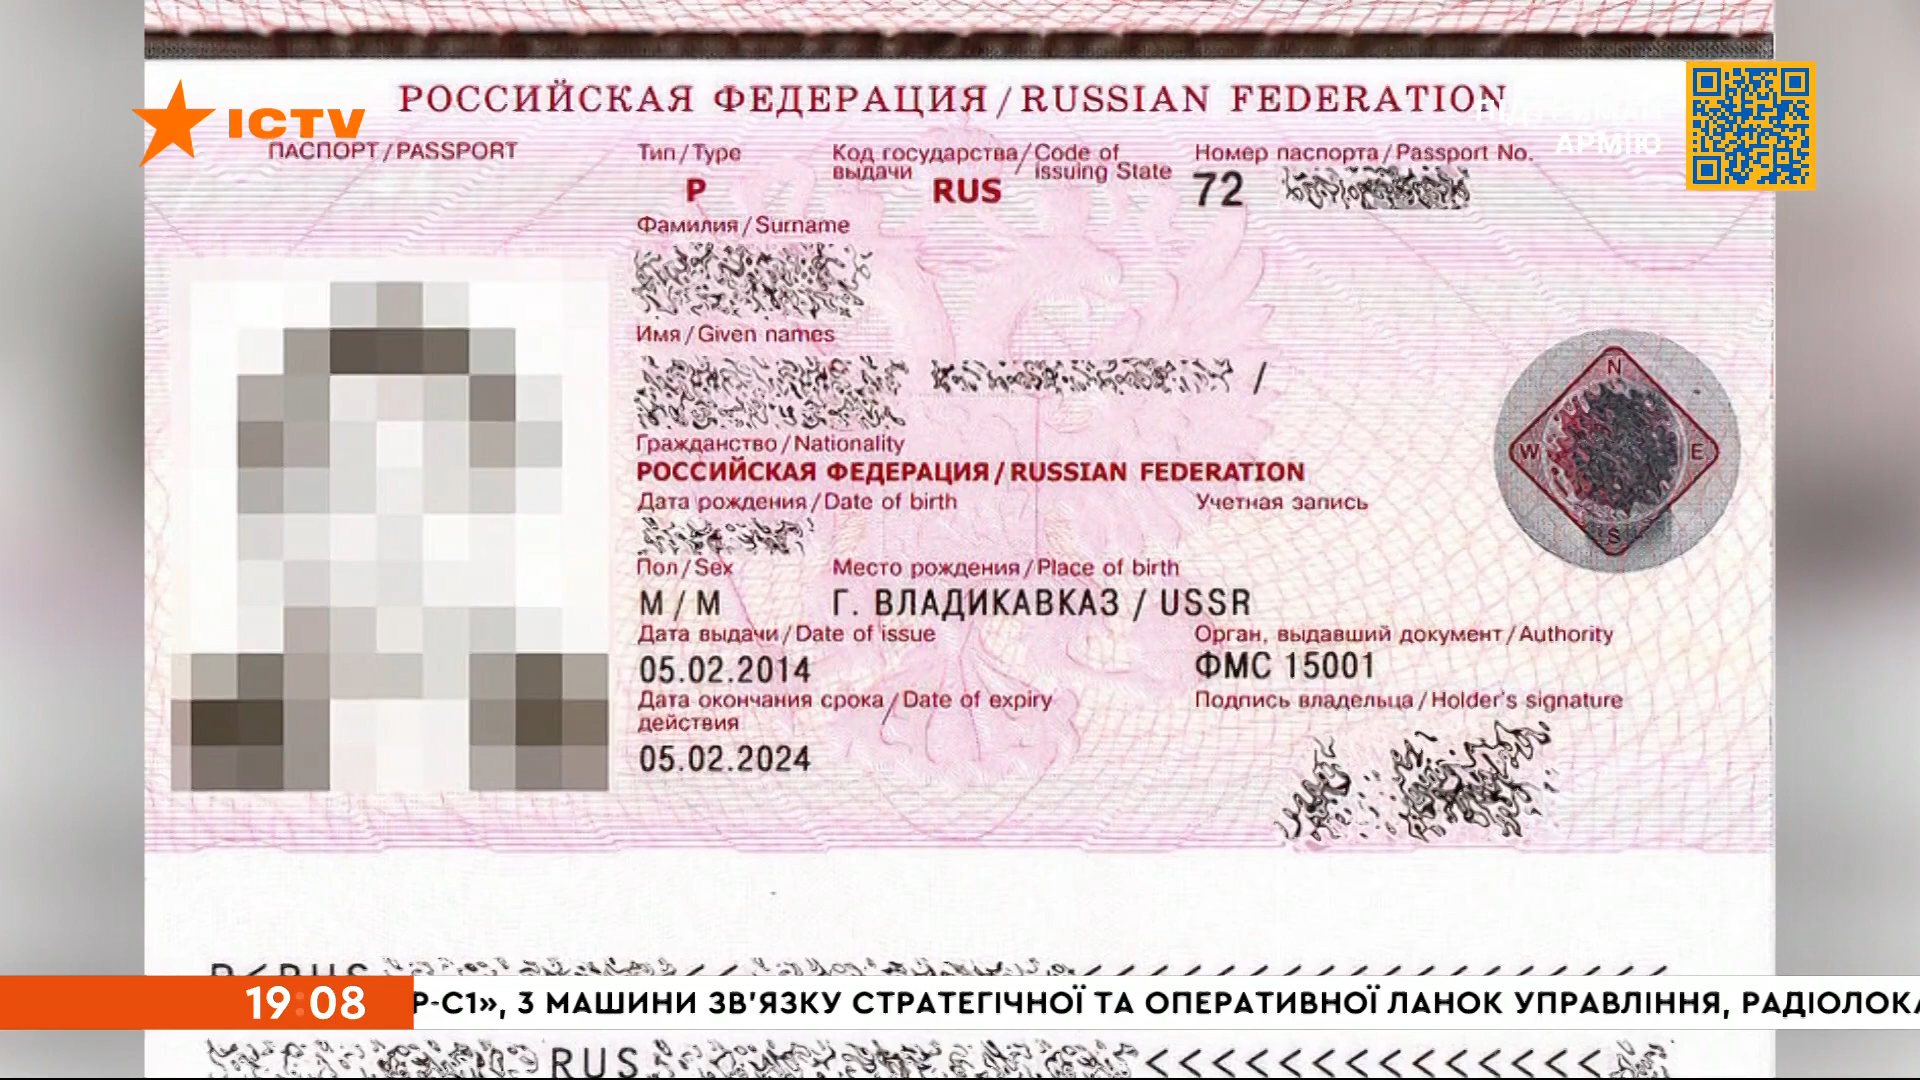 РОССИЙСКАЯ ФЕДЕРАЦИЯ / RUSSIAN FEDERATION
ICTV
АРМІЮ
ПАСПОРТ / PASSPORT
Тип / Type
Код государства / Code of
выдачи / issuing State
Номер паспорта / Passport No.
P
RUS
72
Фамилия / Surname
Имя / Given names
/
Гражданство / Nationality
РОССИЙСКАЯ ФЕДЕРАЦИЯ / RUSSIAN FEDERATION
Дата рождения / Date of birth
Учетная запись
N
W
E
S
Пол / Sex
Место рождения / Place of birth
М / M
Г. ВЛАДИКАВКАЗ / USSR
Дата выдачи / Date of issue
Орган, выдавший документ / Authority
05.02.2014
ФМС 15001
Дата окончания срока / Date of expiry
действия
Подпись владельца / Holder's signature
05.02.2024
P<RUS
19:08
Р-С1», 3 МАШИНИ ЗВ'ЯЗКУ СТРАТЕГІЧНОЇ ТА ОПЕРАТИВНОЇ ЛАНОК УПРАВЛІННЯ, РАДІОЛОКА
RUS <<<<<<<<<<<<<<